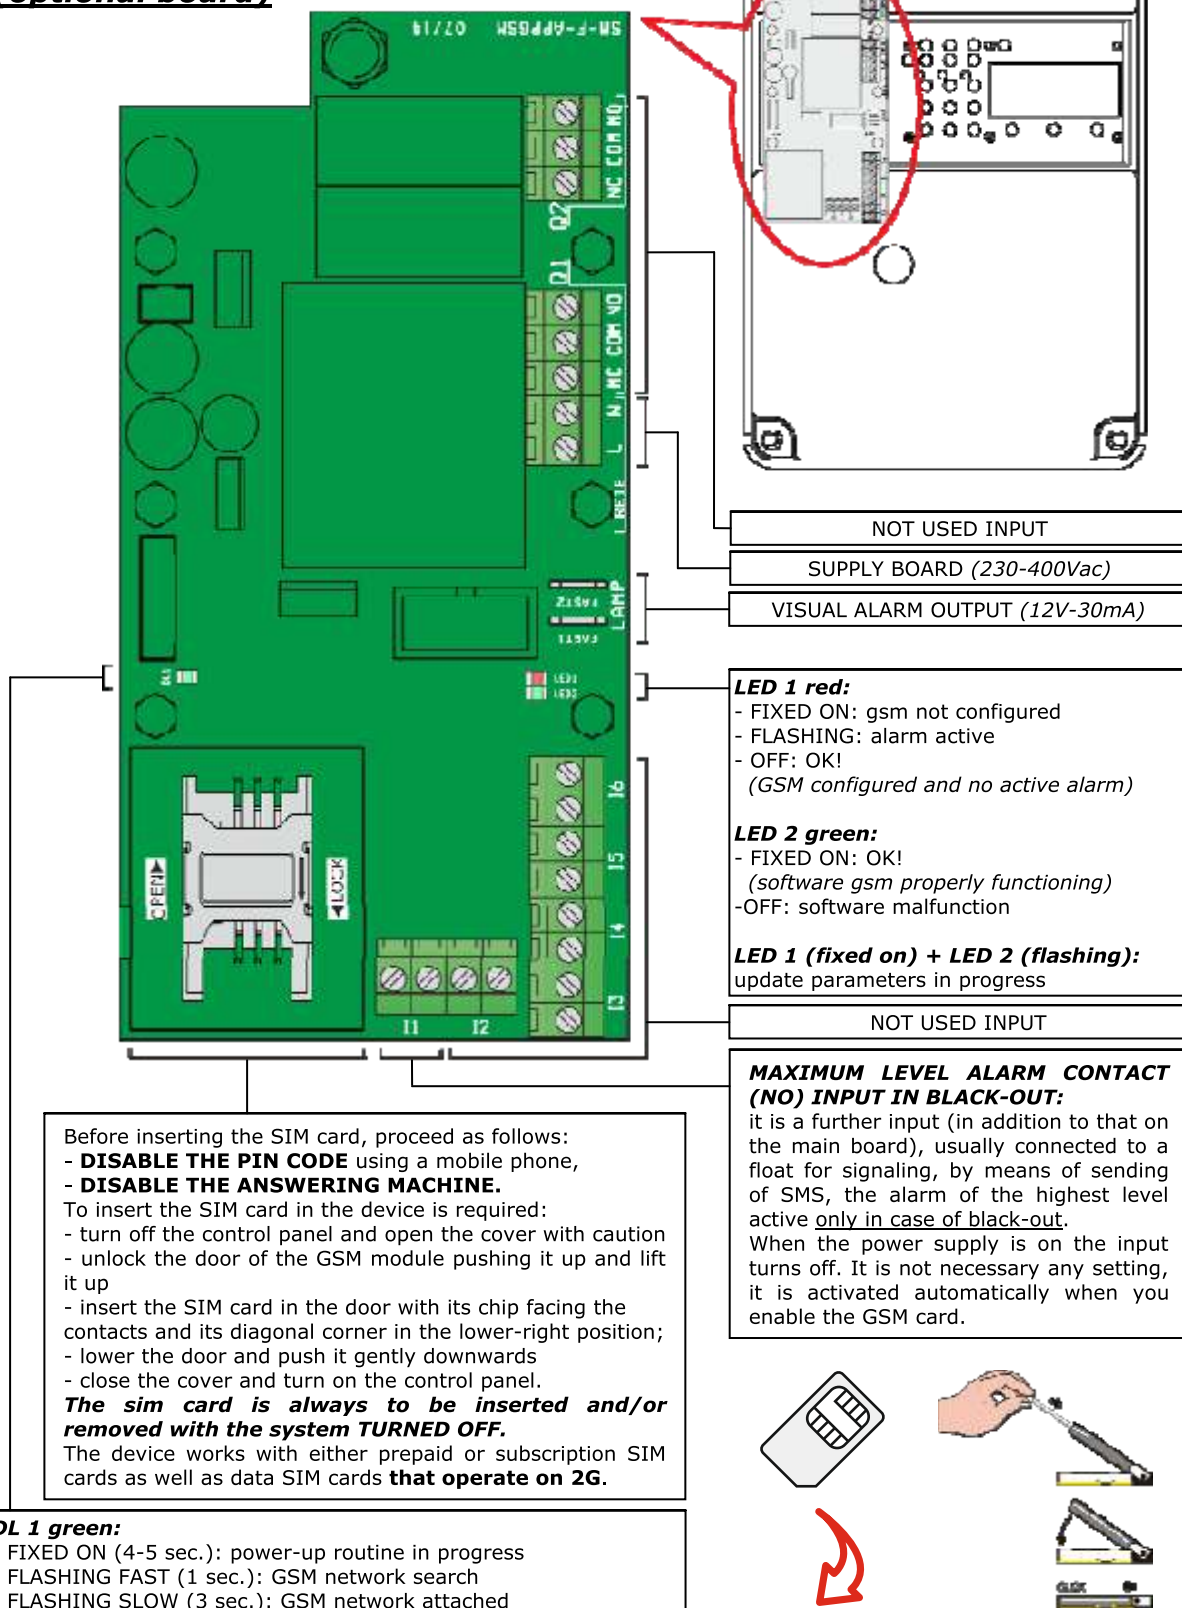 (optional board)
SM-F-APPGSM 07/14
NC COM NO
Q2
Q1
NC COM NO
L N
RETE
LAMP
FAST2
FAST1
DL1
LED1
LED2
OPEN
LOCK
I6
I5
I4
I3
I1 I2
NOT USED INPUT
SUPPLY BOARD (230-400Vac)
VISUAL ALARM OUTPUT (12V-30mA)
LED 1 red:
- FIXED ON: gsm not configured
- FLASHING: alarm active
- OFF: OK!
(GSM configured and no active alarm)
LED 2 green:
- FIXED ON: OK!
(software gsm properly functioning)
-OFF: software malfunction
LED 1 (fixed on) + LED 2 (flashing):
update parameters in progress
NOT USED INPUT
MAXIMUM LEVEL ALARM CONTACT
(NO) INPUT IN BLACK-OUT:
it is a further input (in addition to that on
the main board), usually connected to a
float for signaling, by means of sending
of SMS, the alarm of the highest level
active only in case of black-out.
When the power supply is on the input
turns off. It is not necessary any setting,
it is activated automatically when you
enable the GSM card.
Before inserting the SIM card, proceed as follows:
- DISABLE THE PIN CODE using a mobile phone,
- DISABLE THE ANSWERING MACHINE.
To insert the SIM card in the device is required:
- turn off the control panel and open the cover with caution
- unlock the door of the GSM module pushing it up and lift
it up
- insert the SIM card in the door with its chip facing the
contacts and its diagonal corner in the lower-right position;
- lower the door and push it gently downwards
- close the cover and turn on the control panel.
The sim card is always to be inserted and/or
removed with the system TURNED OFF.
The device works with either prepaid or subscription SIM
cards as well as data SIM cards that operate on 2G.
DL 1 green:
FIXED ON (4-5 sec.): power-up routine in progress
FLASHING FAST (1 sec.): GSM network search
FLASHING SLOW (3 sec.): GSM network attached